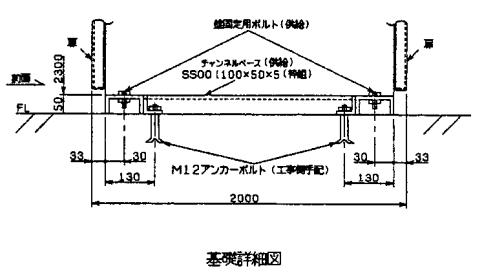 盤固定用ボルト（供給）
扉
扉
チャンネルベース（供給）
SS00［100×50×5（枠組）
前面
2300
50
FL
33
30
30
33
M12アンカーボルト（工事側手配）
130
130
2000
基礎詳細図